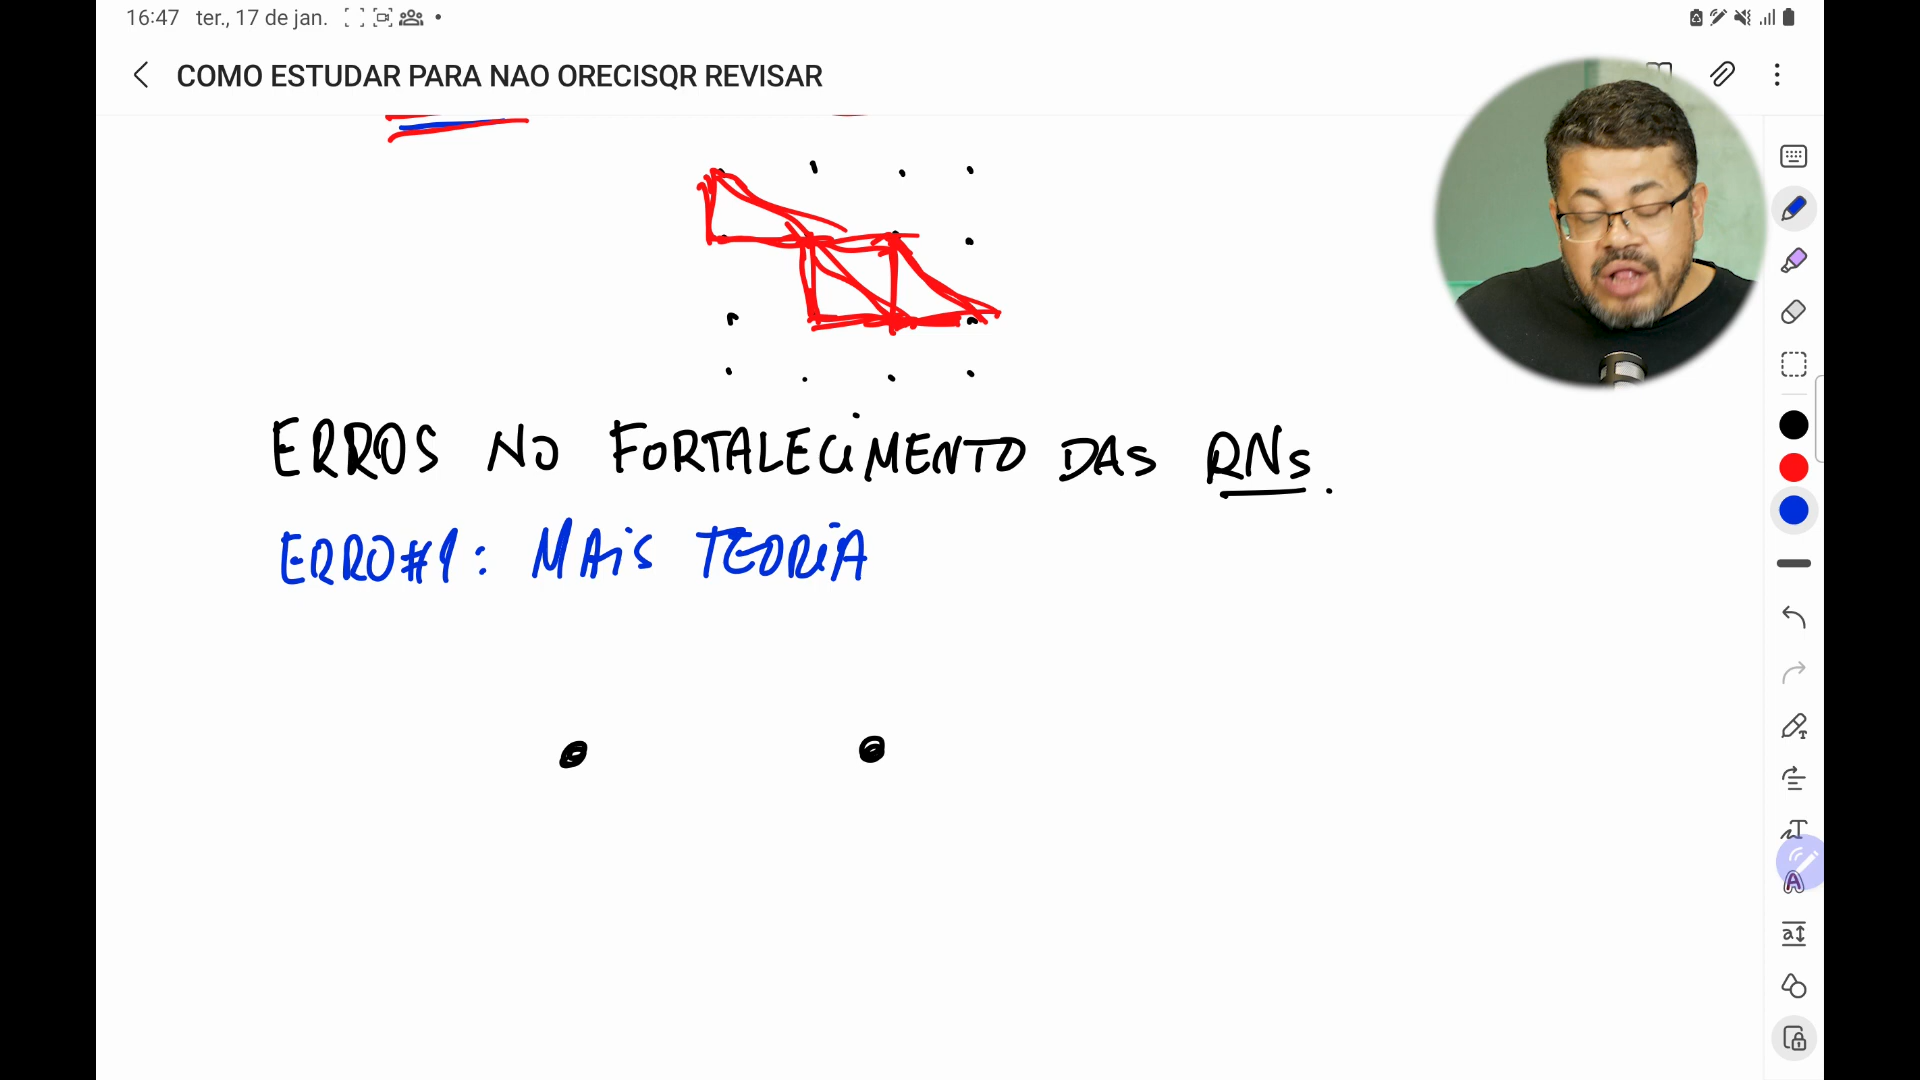 16:47 ter., 17 de jan.
COMO ESTUDAR PARA NAO ORECISQR REVISAR
ERROS NO FORTALECIMENTO DAS RNs.
ERRO#1: MAIS TEORIA